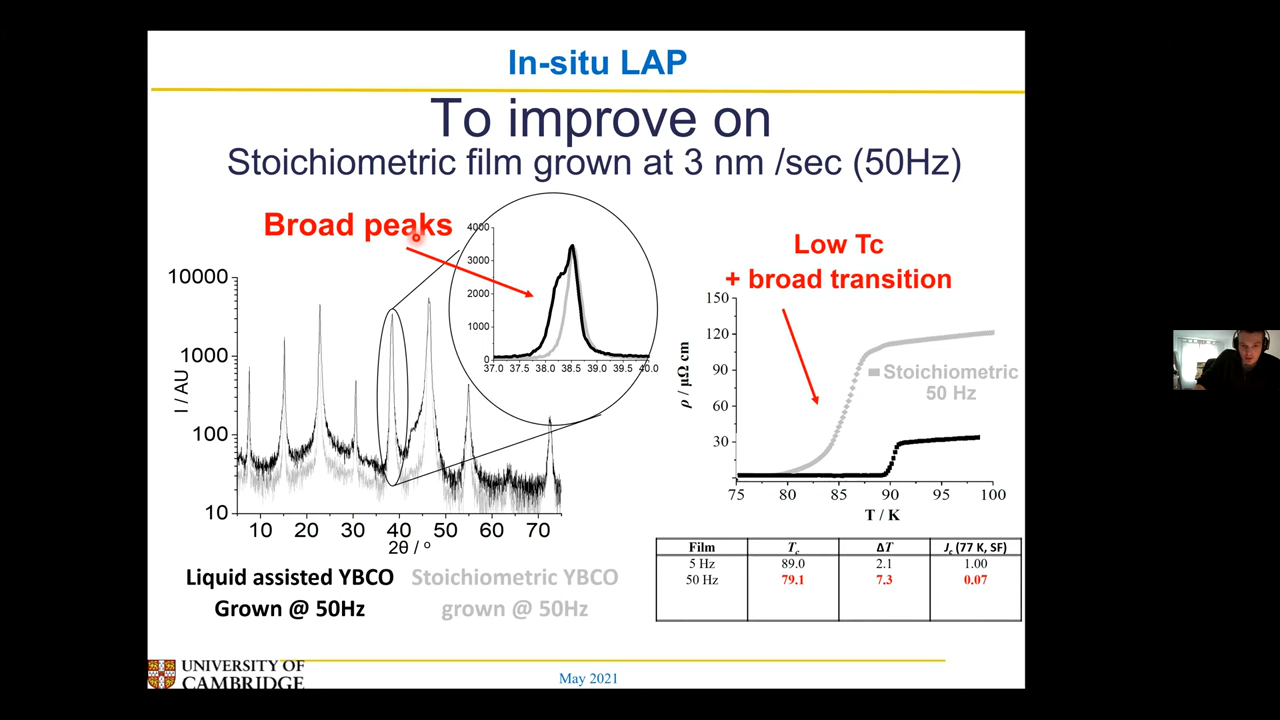 In-situ LAP
To improve on
Stoichiometric film grown at 3 nm /sec (50Hz)
Broad peaks
4000
3000
2000
1000
0
37.0 37.5 38.0 38.5 39.0 39.5 40.0
10000
1000
100
10
I / AU
10 20 30 40 50 60 70
2θ / °
Liquid assisted YBCO
Grown @ 50Hz
Stoichiometric YBCO
grown @ 50Hz
Low Tc
+ broad transition
150
120
90
60
30
ρ / μΩ cm
Stoichiometric
50 Hz
75 80 85 90 95 100
T / K
Film Tc ΔT Jc (77 K, SF)
5 Hz 89.0 2.1 1.00
50 Hz 79.1 7.3 0.07
UNIVERSITY OF
CAMBRIDGE
May 2021